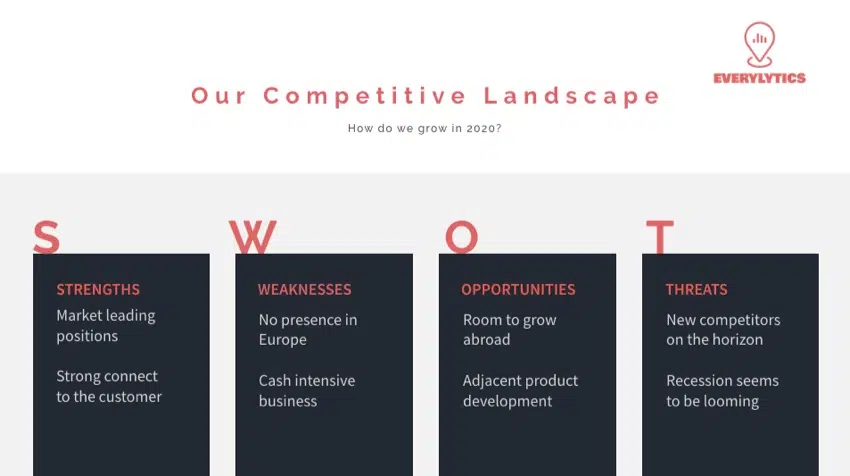 EVERYLYTICS
Our Competitive Landscape
How do we grow in 2020?
S
STRENGTHS
Market leading
positions
Strong connect
to the customer
W
WEAKNESSES
No presence in
Europe
Cash intensive
business
O
OPPORTUNITIES
Room to grow
abroad
Adjacent product
development
T
THREATS
New competitors
on the horizon
Recession seems
to be looming